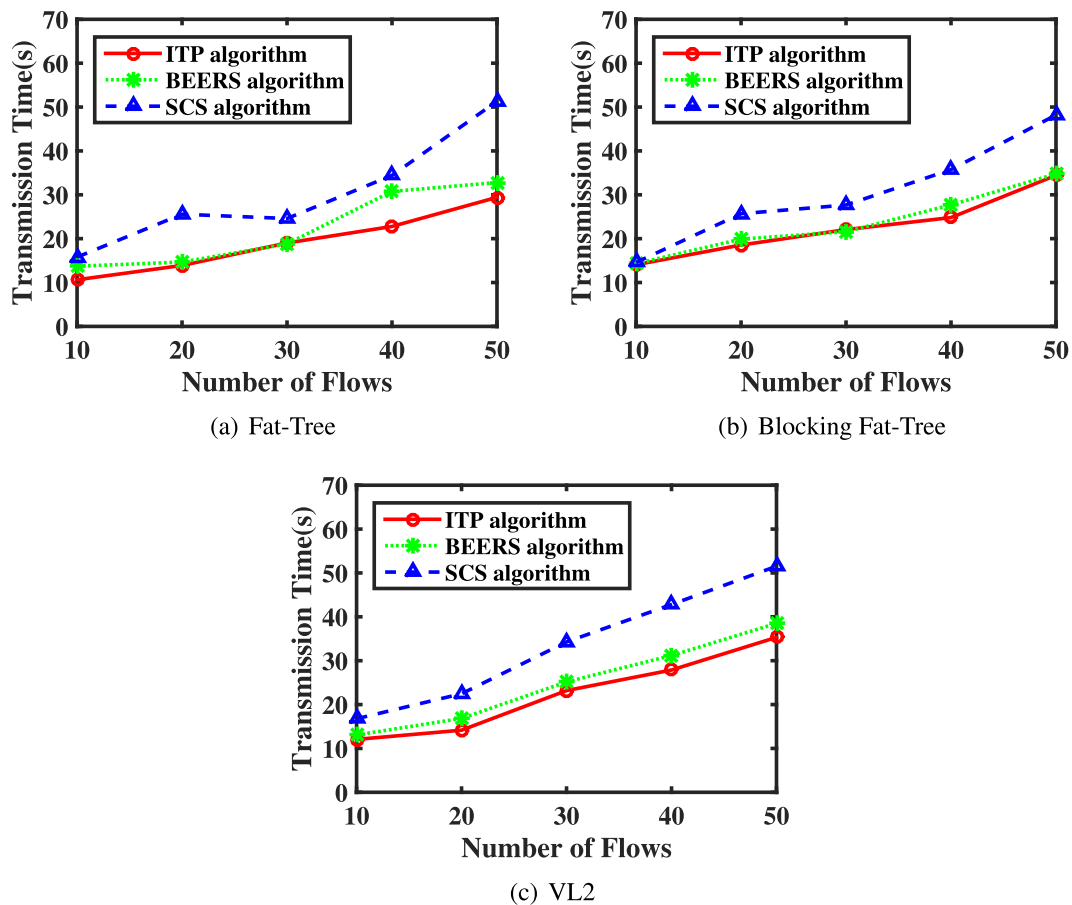 70
60
50
40
30
20
10
0
Transmission Time(s)
ITP algorithm
BEERS algorithm
SCS algorithm
10 20 30 40 50
Number of Flows
(a) Fat-Tree
70
60
50
40
30
20
10
0
Transmission Time(s)
ITP algorithm
BEERS algorithm
SCS algorithm
10 20 30 40 50
Number of Flows
(b) Blocking Fat-Tree
70
60
50
40
30
20
10
0
Transmission Time(s)
ITP algorithm
BEERS algorithm
SCS algorithm
10 20 30 40 50
Number of Flows
(c) VL2